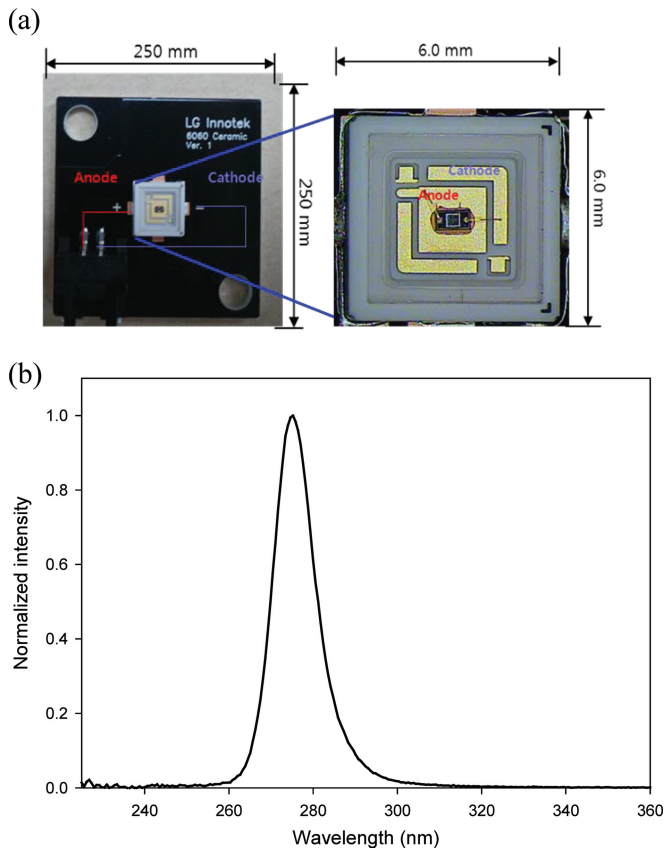 (a)
250 mm
6.0 mm
LG Innotek
6060 Ceramic
Ver. 1
Anode
Cathode
+
-
250 mm
Cathode
Anode
6.0 mm
(b)
Normalized intensity
1.0
0.8
0.6
0.4
0.2
0.0
240
260
280
300
320
340
360
Wavelength (nm)